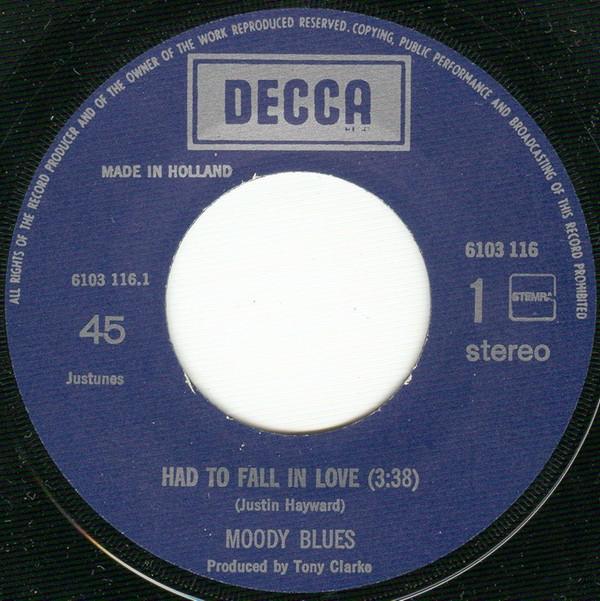 ALL RIGHTS OF THE RECORD PRODUCER AND OF THE OWNER OF THE WORK REPRODUCED RESERVED. COPYING, PUBLIC PERFORMANCE AND BROADCASTING OF THIS RECORD PROHIBITED
DECCA
MADE IN HOLLAND
6103 116
6103 116.1
1 STEMRA
45
stereo
Justunes
HAD TO FALL IN LOVE (3:38)
(Justin Hayward)
MOODY BLUES
Produced by Tony Clarke